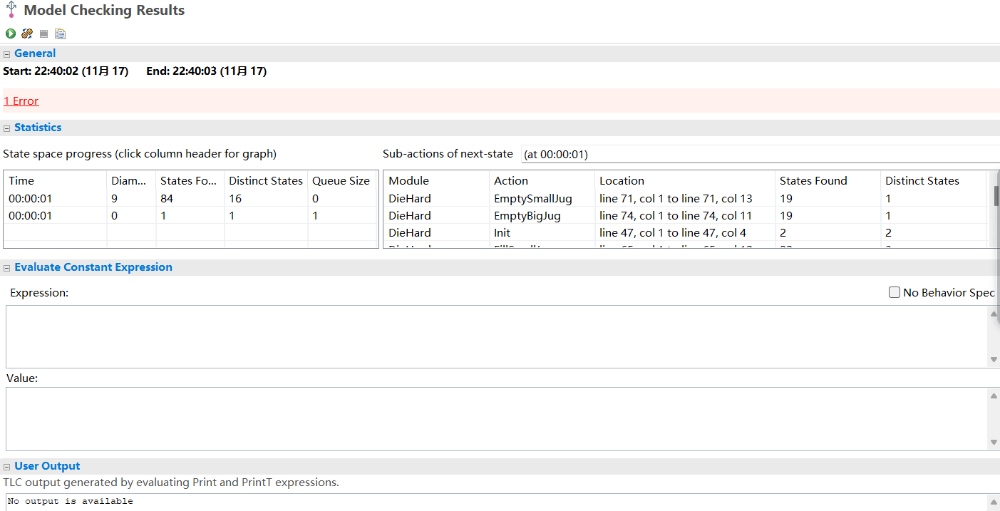 Model Checking Results
General
Start: 22:40:02 (11月 17) End: 22:40:03 (11月 17)
1 Error
Statistics
State space progress (click column header for graph)
Sub-actions of next-state (at 00:00:01)
Time Diam... States Fo... Distinct States Queue Size
00:00:01 9 84 16 0
00:00:01 0 1 1 1
Module Action Location States Found Distinct States
DieHard EmptySmallJug line 71, col 1 to line 71, col 13 19 1
DieHard EmptyBigJug line 74, col 1 to line 74, col 11 19 1
DieHard Init line 47, col 1 to line 47, col 4 2 2
Evaluate Constant Expression
Expression:
No Behavior Spec
Value:
User Output
TLC output generated by evaluating Print and PrintT expressions.
No output is available